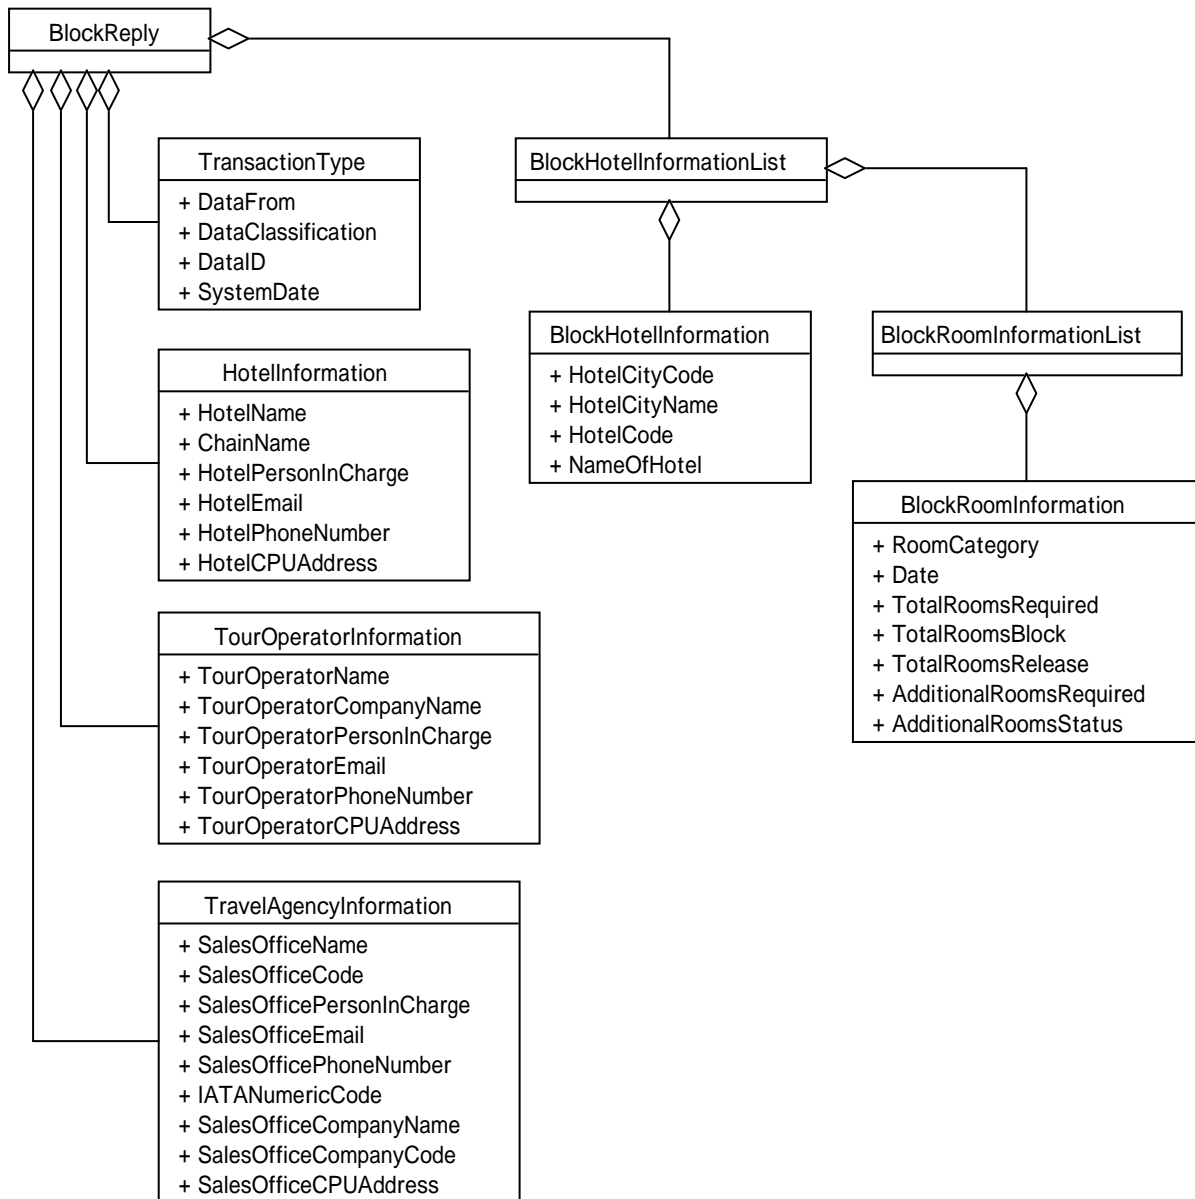 BlockReply
TransactionType
+ DataFrom
+ DataClassification
+ DataID
+ SystemDate
HotelInformation
+ HotelName
+ ChainName
+ HotelPersonInCharge
+ HotelEmail
+ HotelPhoneNumber
+ HotelCPUAddress
TourOperatorInformation
+ TourOperatorName
+ TourOperatorCompanyName
+ TourOperatorPersonInCharge
+ TourOperatorEmail
+ TourOperatorPhoneNumber
+ TourOperatorCPUAddress
TravelAgencyInformation
+ SalesOfficeName
+ SalesOfficeCode
+ SalesOfficePersonInCharge
+ SalesOfficeEmail
+ SalesOfficePhoneNumber
+ IATANumericCode
+ SalesOfficeCompanyName
+ SalesOfficeCompanyCode
+ SalesOfficeCPUAddress
BlockHotelInformationList
BlockHotelInformation
+ HotelCityCode
+ HotelCityName
+ HotelCode
+ NameOfHotel
BlockRoomInformationList
BlockRoomInformation
+ RoomCategory
+ Date
+ TotalRoomsRequired
+ TotalRoomsBlock
+ TotalRoomsRelease
+ AdditionalRoomsRequired
+ AdditionalRoomsStatus